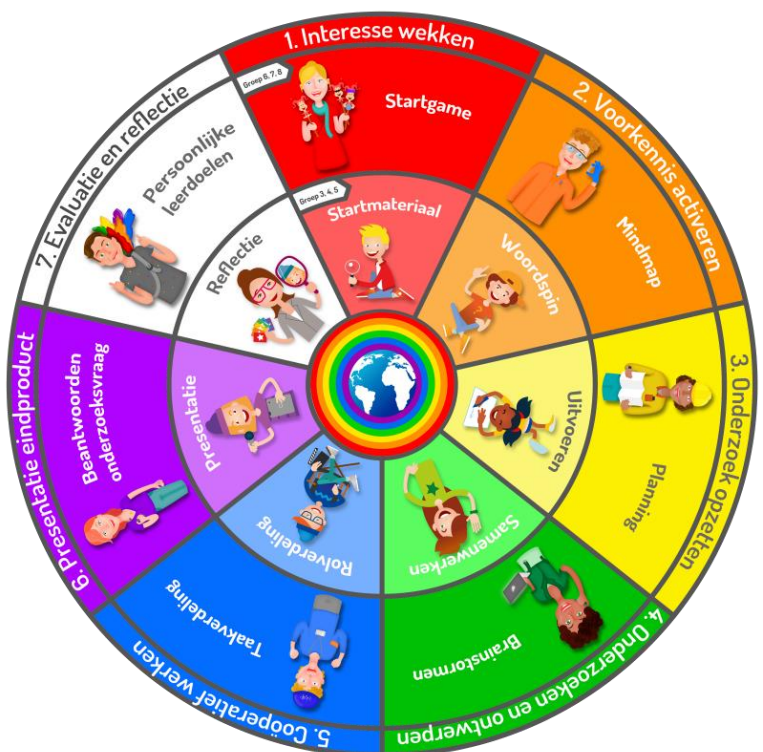 1. Interesse wekken
Groep 6, 7, 8
Startgame
Groep 3, 4, 5
Startmateriaal
2. Voorkennis activeren
Mindmap
Woordspin
3. Onderzoek opzetten
Planning
Uitvoeren
4. Onderzoeken en ontwerpen
Brainstormen
Samenwerken
5. Coöperatief werken
Taakverdeling
Rolverdeling
6. Presentatie eindproduct
Beantwoorden
onderzoeksvraag
Presentatie
7. Evaluatie en reflectie
Persoonlijke
leerdoelen
Reflectie